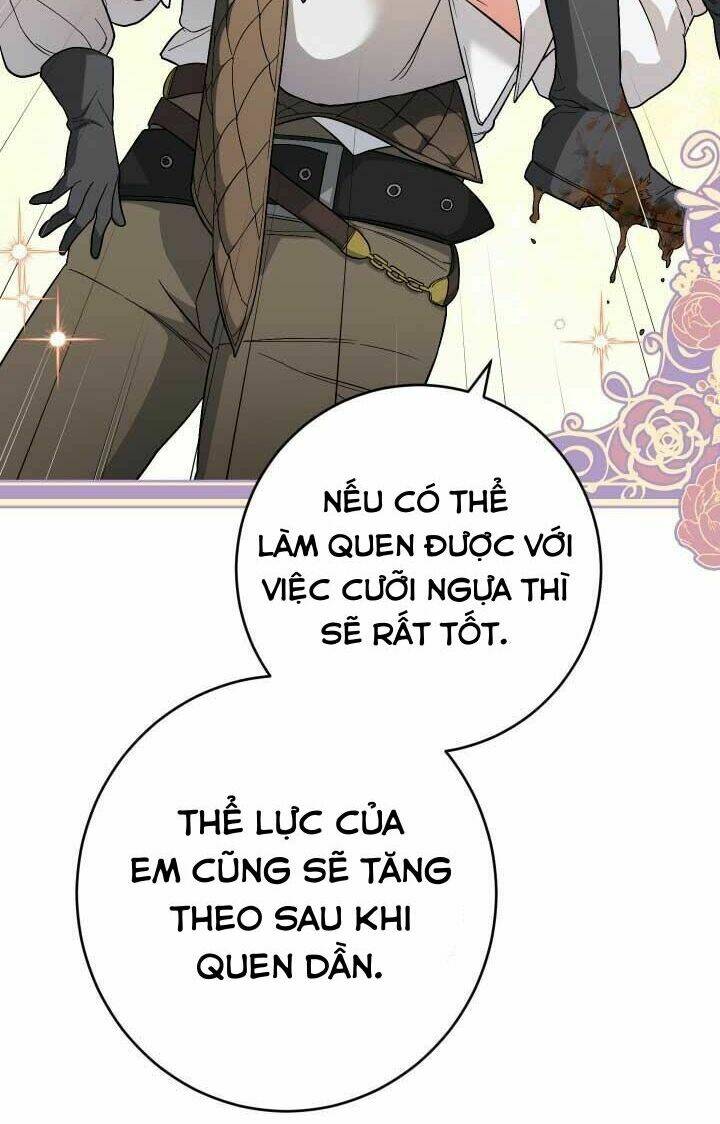 NẾU CÓ THỂ
LÀM QUEN ĐƯỢC VỚI
VIỆC CƯỠI NGỰA THÌ
SẼ RẤT TỐT.
THỂ LỰC CỦA
EM CŨNG SẼ TĂNG
THEO SAU KHI
QUEN DẦN.